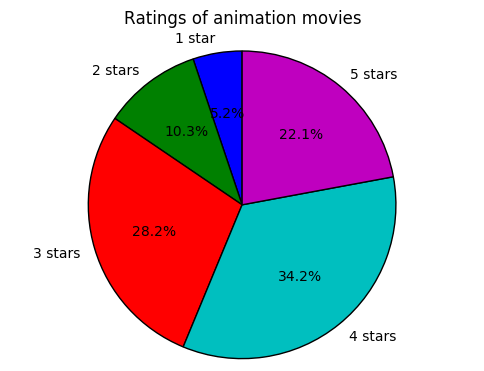 Ratings of animation movies
1 star
2 stars
5 stars
5.2%
10.3%
22.1%
28.2%
3 stars
34.2%
4 stars